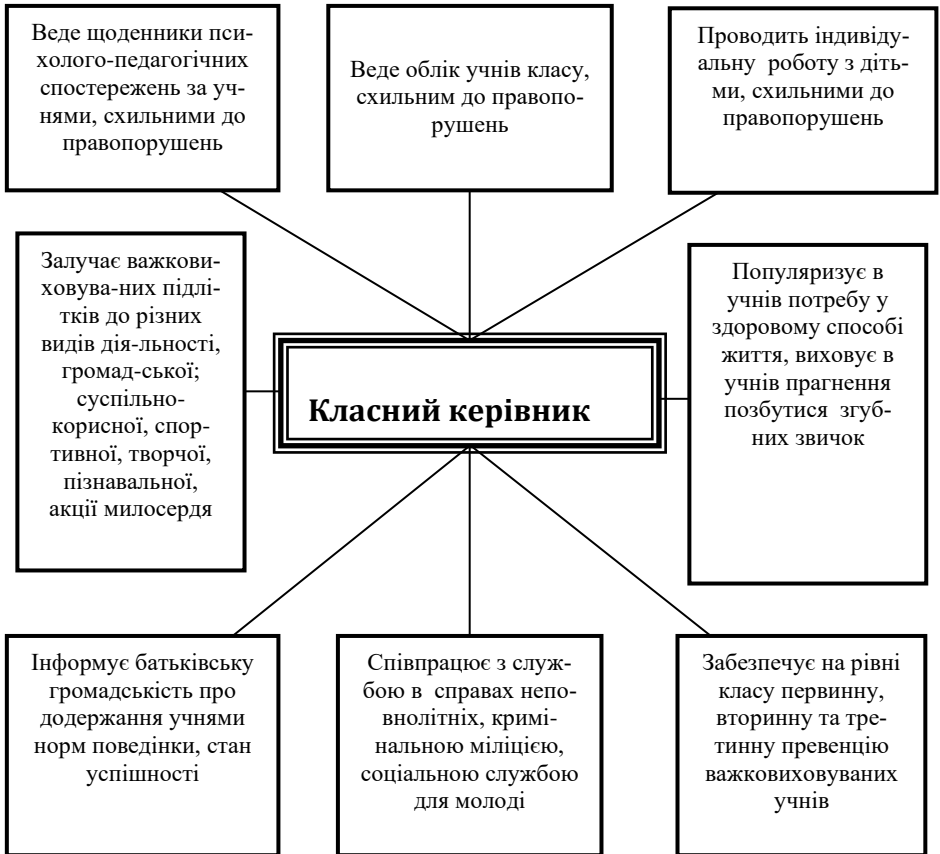 Веде щоденники пси-
холого-педагогічних
спостережень за уч-
нями, схильними до
правопорушень
Веде облік учнів класу,
схильним до правопо-
рушень
Проводить індивіду-
альну роботу з діть-
ми, схильними до
правопорушень
Залучає важкови-
ховува-них підлі-
тків до різних
видів дія-льності,
громад-ської;
суспільно-
корисної, спор-
тивної, творчої,
пізнавальної,
акції милосердя
Класний керівник
Популяризує в
учнів потребу у
здоровому способі
життя, виховує в
учнів прагнення
позбутися згуб-
них звичок
Інформує батьківську
громадськість про
додержання учнями
норм поведінки, стан
успішності
Співпрацює з служ-
бою в справах непо-
внолітніх, кримі-
нальною міліцією,
соціальною службою
для молоді
Забезпечує на рівні
класу первинну,
вторинну та тре-
тинну превенцію
важковиховуваних
учнів